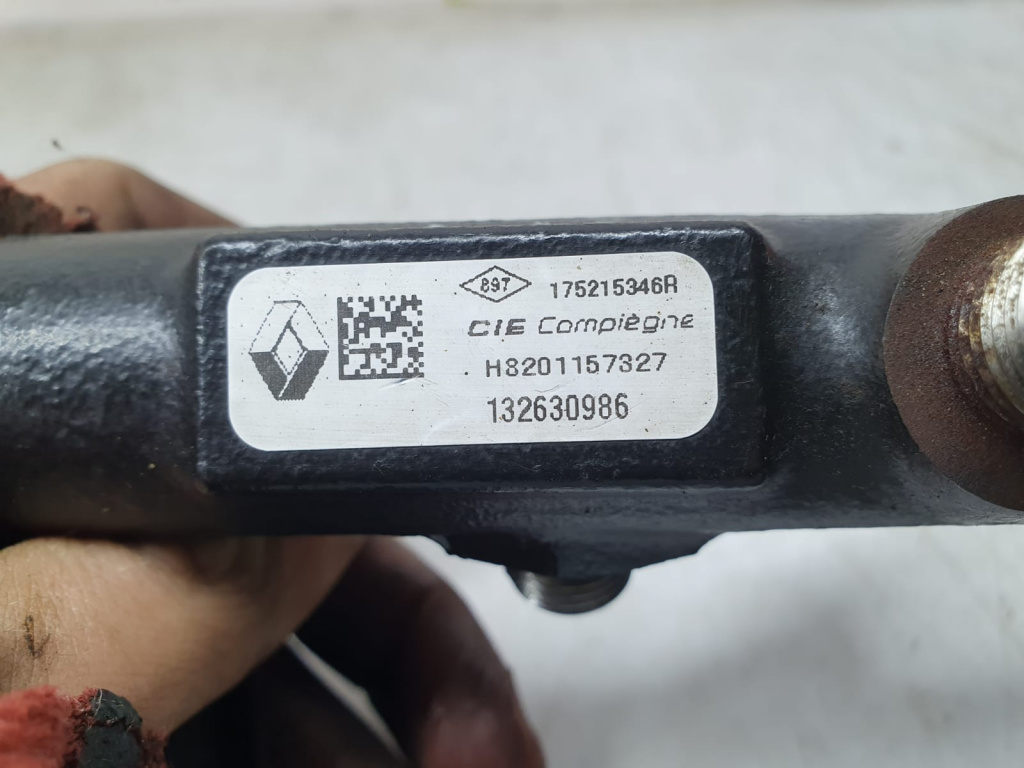 897 175215346R
CIE Compiègne
H8201157327
132630986